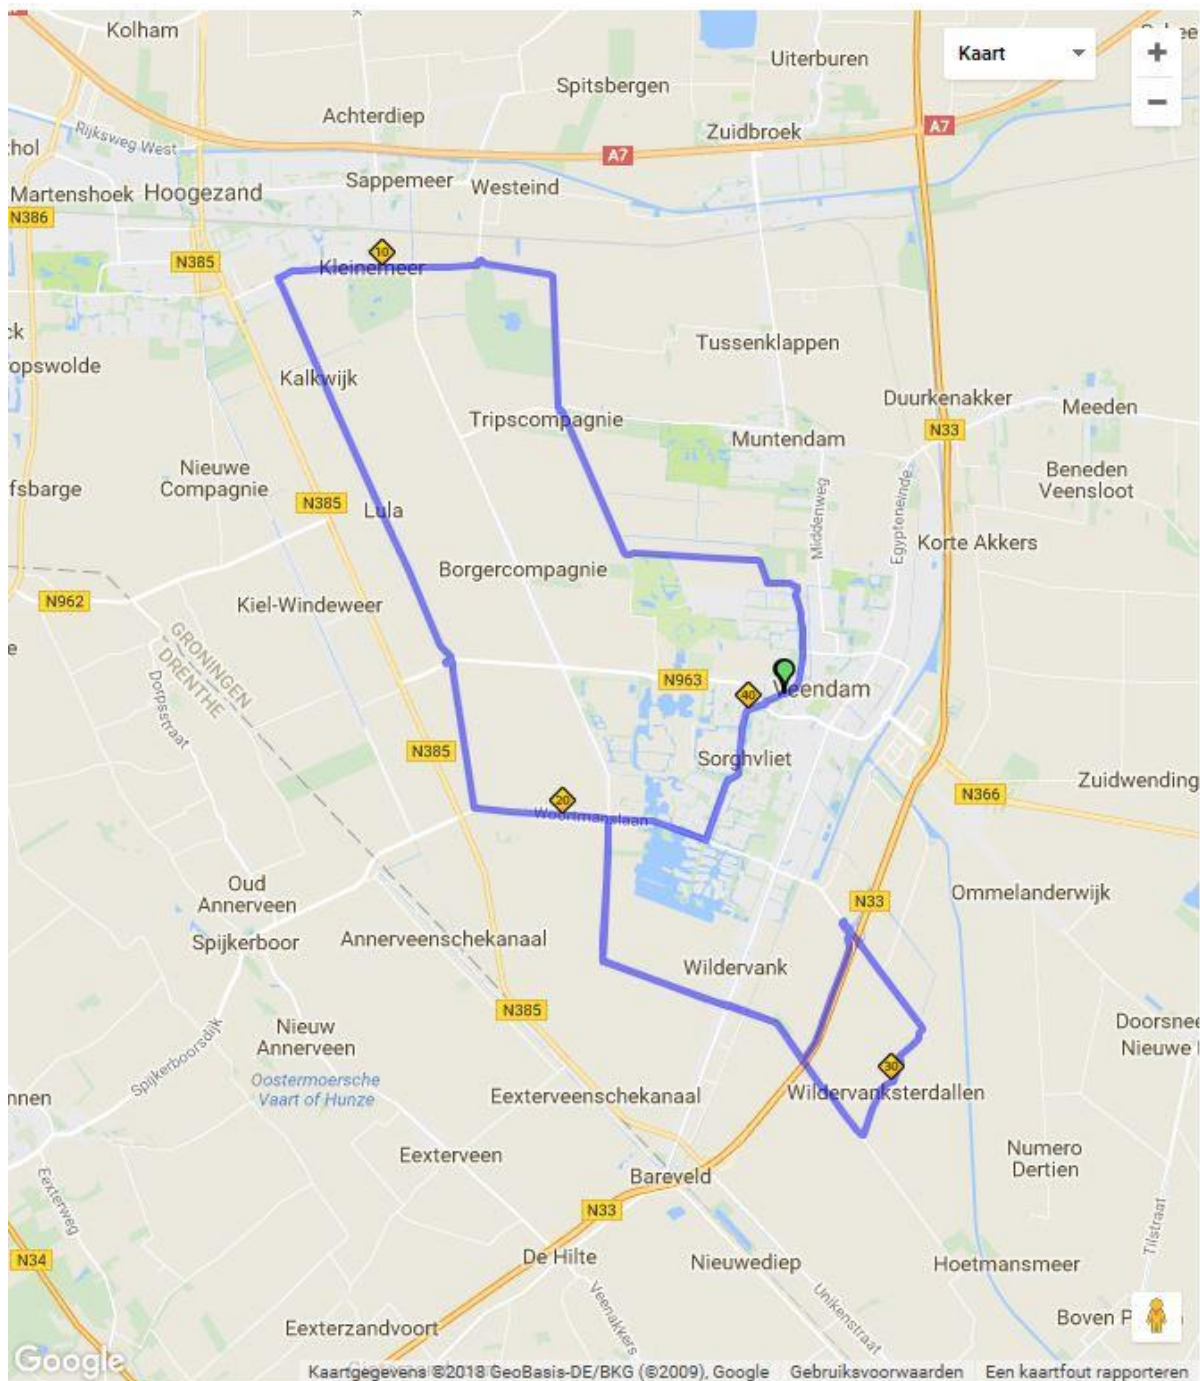 Kolham
Kaart
Uiterburen
Spitsbergen
Achterdiep
A7
Zuidbroek
Rijksweg West
A7
Sappemeer
Westeind
Martenshoek
Hoogezand
N386
N385
10
Kleinemeer
Tussenklappen
Kalkwijk
Duurkenakker
Meeden
Tripscompagnie
N33
Muntendam
Nieuwe
Compagnie
Beneden
Veensloot
N385
Lula
Middenweg
Egypteneinde
Korte Akkers
Borgercompagnie
N962
Kiel-Windeweer
GRONINGEN
DRENTHE
Dorpsstraat
N963
40
Veendam
N385
Sorghvliet
Zuidwending
N366
20
Woortmanslaan
Oud
Annerveen
N33
Ommelanderwijk
Spijkerboor
Annerveenschekanaal
Wildervank
N385
Nieuw
Annerveen
Spijkerboorsdijk
Oostermoersche
Vaart of Hunze
30
Wildervanksterdallen
Eexterveenschekanaal
Eexterveen
Numero
Dertien
Bareveld
Eexterweg
N33
Tilstraat
N34
De Hilte
Nieuwediep
Hoetmansmeer
Veenakkers
Unikenstraat
Eexterzandvoort
Google
Kaartgegevens ©2018 GeoBasis-DE/BKG (©2009), Google
Gebruiksvoorwaarden
Een kaartfout rapporteren